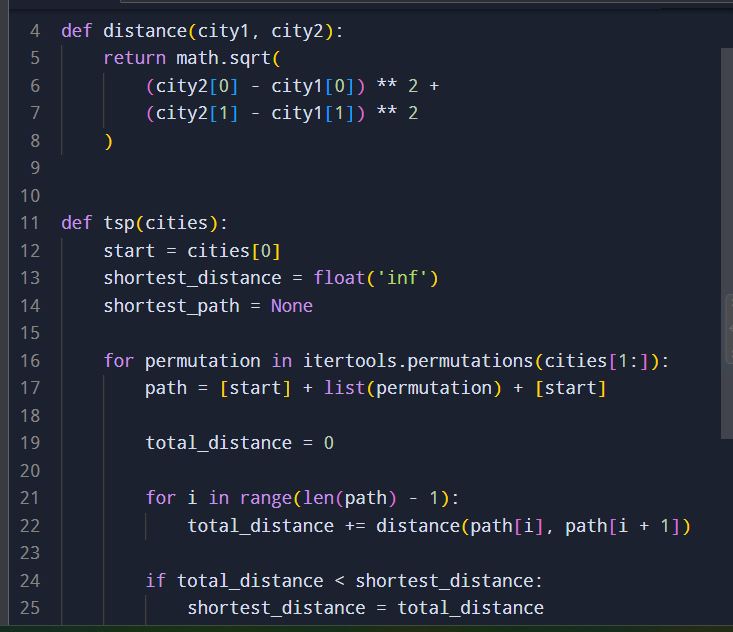 4 def distance(city1, city2):
5     return math.sqrt(
6         (city2[0] - city1[0]) ** 2 +
7         (city2[1] - city1[1]) ** 2
8     )
9
10
11 def tsp(cities):
12     start = cities[0]
13     shortest_distance = float('inf')
14     shortest_path = None
15
16     for permutation in itertools.permutations(cities[1:]):
17         path = [start] + list(permutation) + [start]
18
19         total_distance = 0
20
21         for i in range(len(path) - 1):
22             total_distance += distance(path[i], path[i + 1])
23
24         if total_distance < shortest_distance:
25             shortest_distance = total_distance